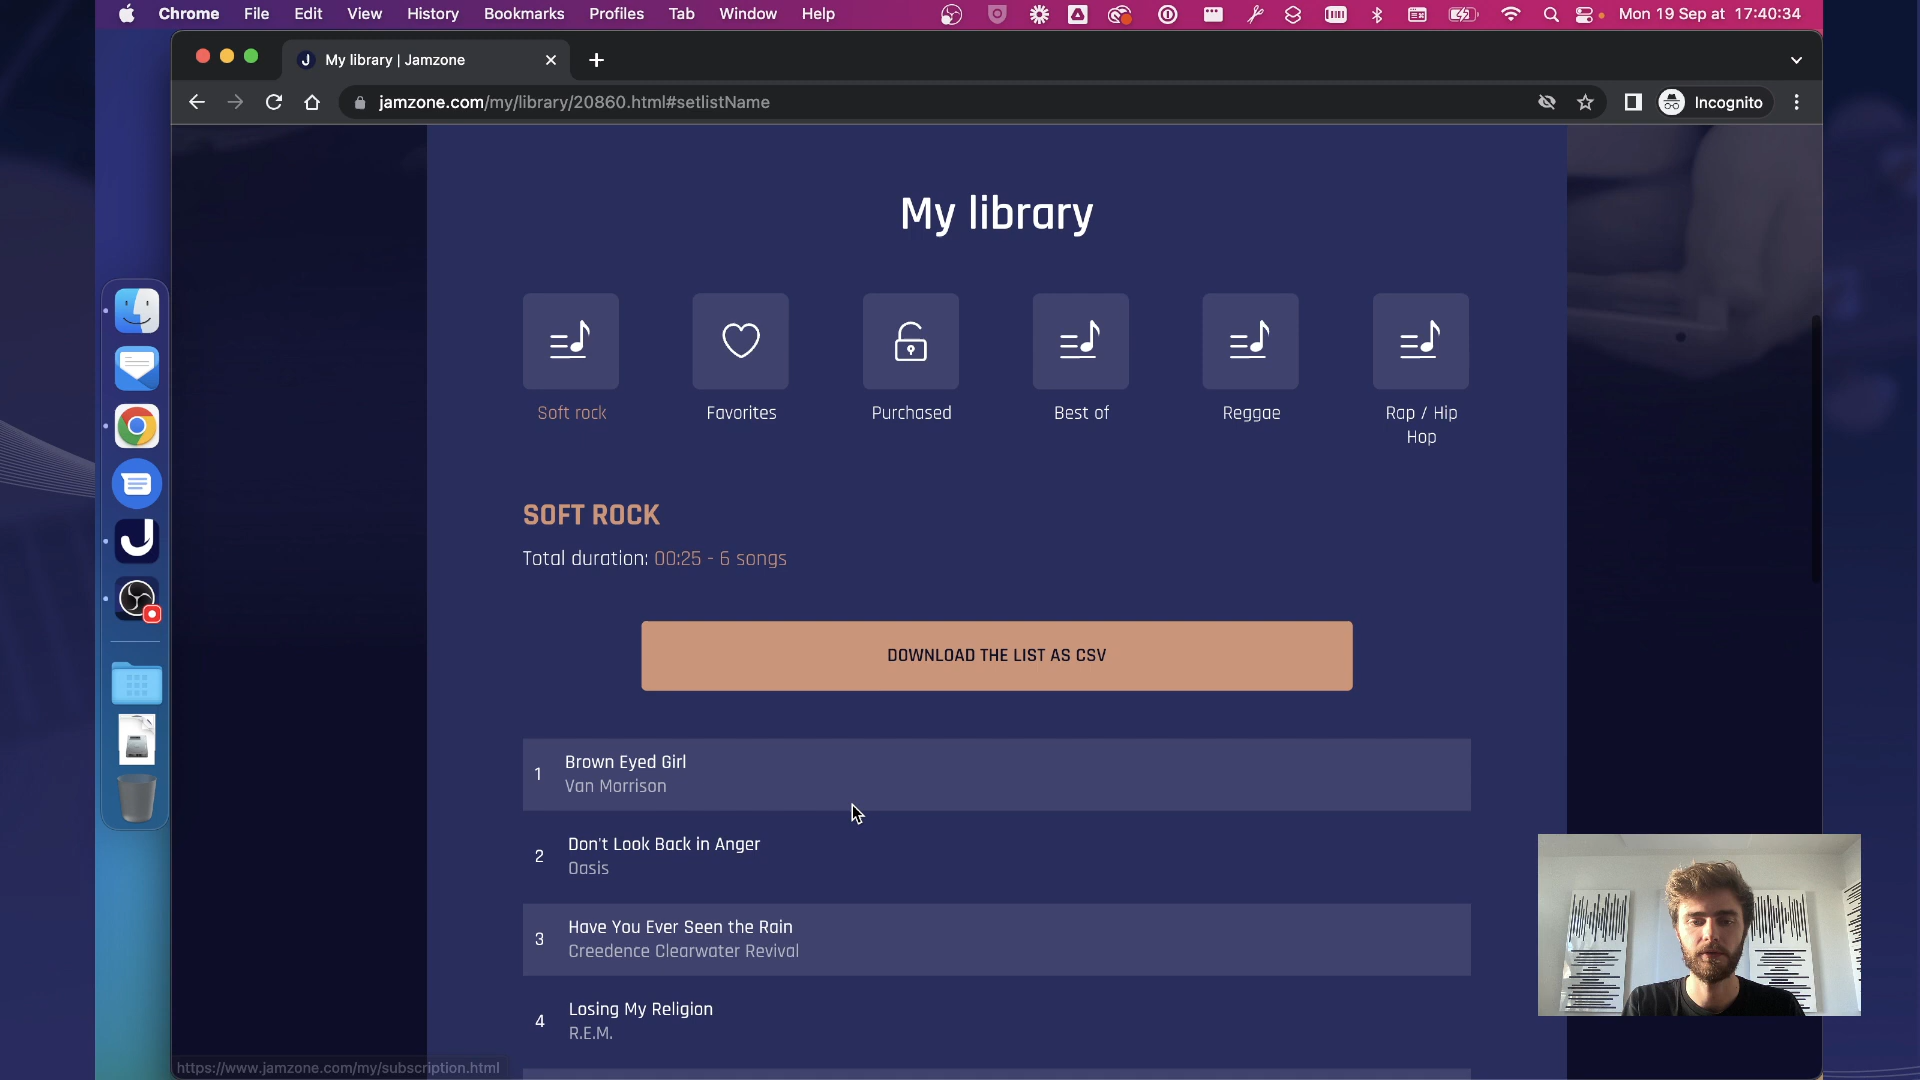 Chrome File Edit View History Bookmarks Profiles Tab Window Help Mon 19 Sep at 17:40:34
My library | Jamzone
jamzone.com/my/library/20860.html#setlistName
Incognito
My library
Soft rock
Favorites
Purchased
Best of
Reggae
Rap / Hip
Hop
SOFT ROCK
Total duration: 00:25 - 6 songs
DOWNLOAD THE LIST AS CSV
1
Brown Eyed Girl
Van Morrison
2
Don't Look Back in Anger
Oasis
3
Have You Ever Seen the Rain
Creedence Clearwater Revival
4
Losing My Religion
R.E.M.
https://www.jamzone.com/my/subscription.html